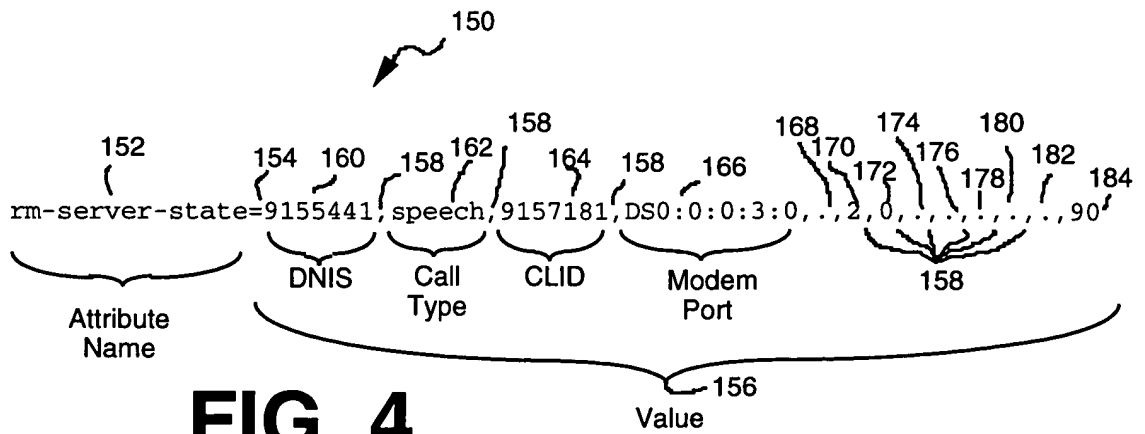 150
152 154 160 158 162 158 164 158 166 168 170 172 174 176 178 180 182 184
rm-server-state=9155441,speech,9157181,DS0:0:0:3:0,.,2,0,.,.,.,.,.,90
DNIS Call Type CLID Modem Port 158
Attribute Name
156
Value
FIG. 4